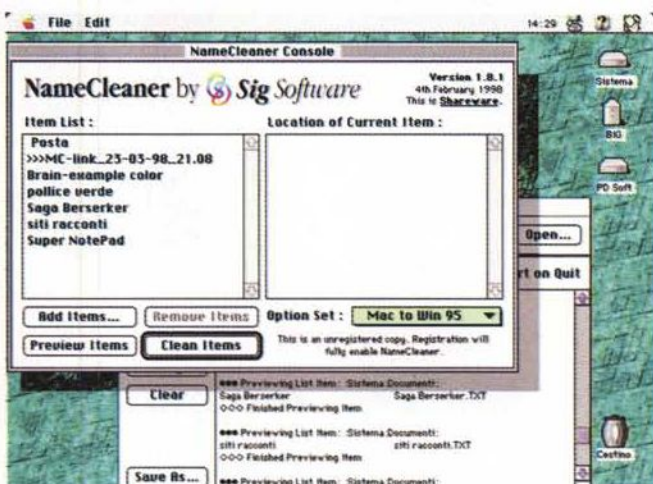 File Edit 14:29
NameCleaner Console
NameCleaner by Sig Software
Version 1.8.1
4th February 1998
This is Shareware.
Item List :
Posta
>>>MC-link_23-03-98_21.08
Brain-example color
pollice verde
Saga Berserker
siti racconti
Super NotePad
Location of Current Item :
Add Items...
Remove Items
Option Set :
Mac to Win 95
Preview Items
Clean Items
This is an unregistered copy. Registration will
fully enable NameCleaner.
Sistema
BIG
PD Soft
Cestino
Open...
rt on Quit
Clear
Save As...
●●● Previewing List Item: :Sistema:Documenti:
Saga Berserker Saga Berserker.TXT
◇◇◇ Finished Previewing Item
●●● Previewing List Item: :Sistema:Documenti:
siti racconti siti racconti.TXT
◇◇◇ Finished Previewing Item
●●● Previewing List Item: :Sistema:Documenti: